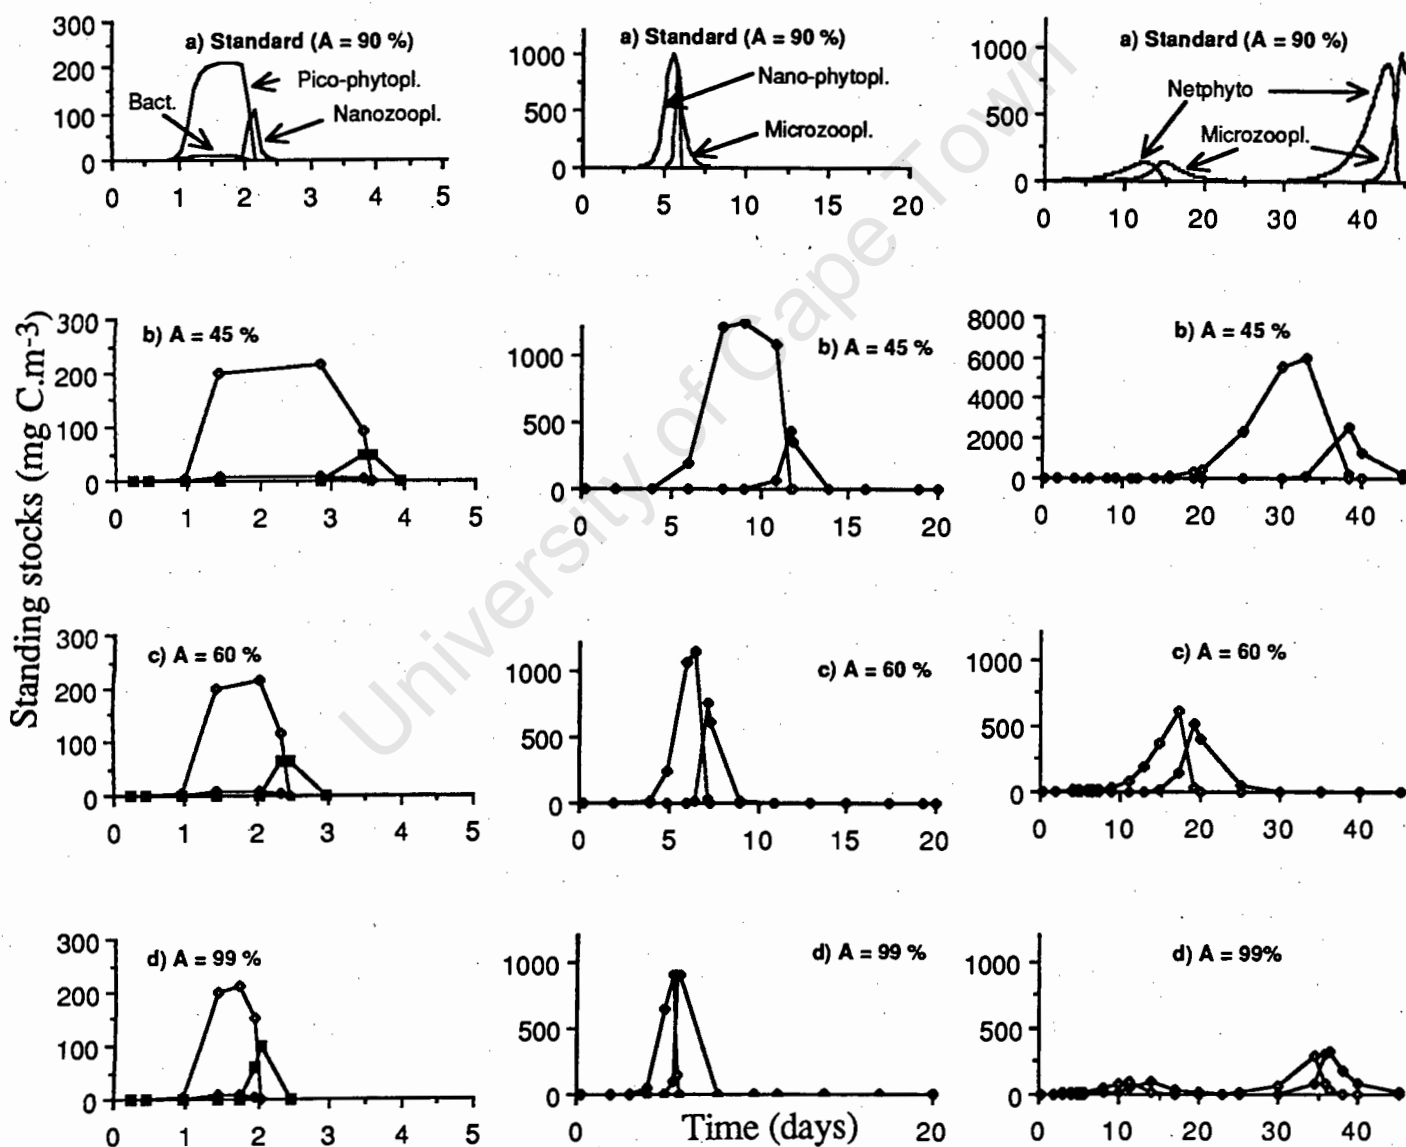 a) Standard (A = 90 %)
Pico-phytopl.
Bact.
Nanozoopl.
300
200
100
0
0 1 2 3 4 5
a) Standard (A = 90 %)
Nano-phytopl.
Microzoopl.
1000
500
0
0 5 10 15 20
a) Standard (A = 90 %)
Netphyto
Microzoopl.
1000
500
0
0 10 20 30 40
b) A = 45 %
300
200
100
0
0 1 2 3 4 5
b) A = 45 %
1000
500
0
0 5 10 15 20
b) A = 45 %
8000
6000
4000
2000
0
0 10 20 30 40
c) A = 60 %
300
200
100
0
0 1 2 3 4 5
c) A = 60 %
1000
500
0
0 5 10 15 20
c) A = 60 %
1000
500
0
0 10 20 30 40
d) A = 99 %
300
200
100
0
0 1 2 3 4 5
d) A = 99 %
1000
500
0
0 20
d) A = 99%
1000
500
0
0 10 20 30 40
Standing stocks (mg C.m-3)
Time (days)
University of Cape Town